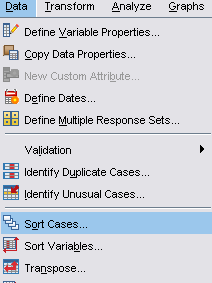 Data Transform Analyze Graphs
Define Variable Properties...
Copy Data Properties...
New Custom Attribute...
Define Dates...
Define Multiple Response Sets...
Validation
Identify Duplicate Cases...
Identify Unusual Cases...
Sort Cases...
Sort Variables...
Transpose...